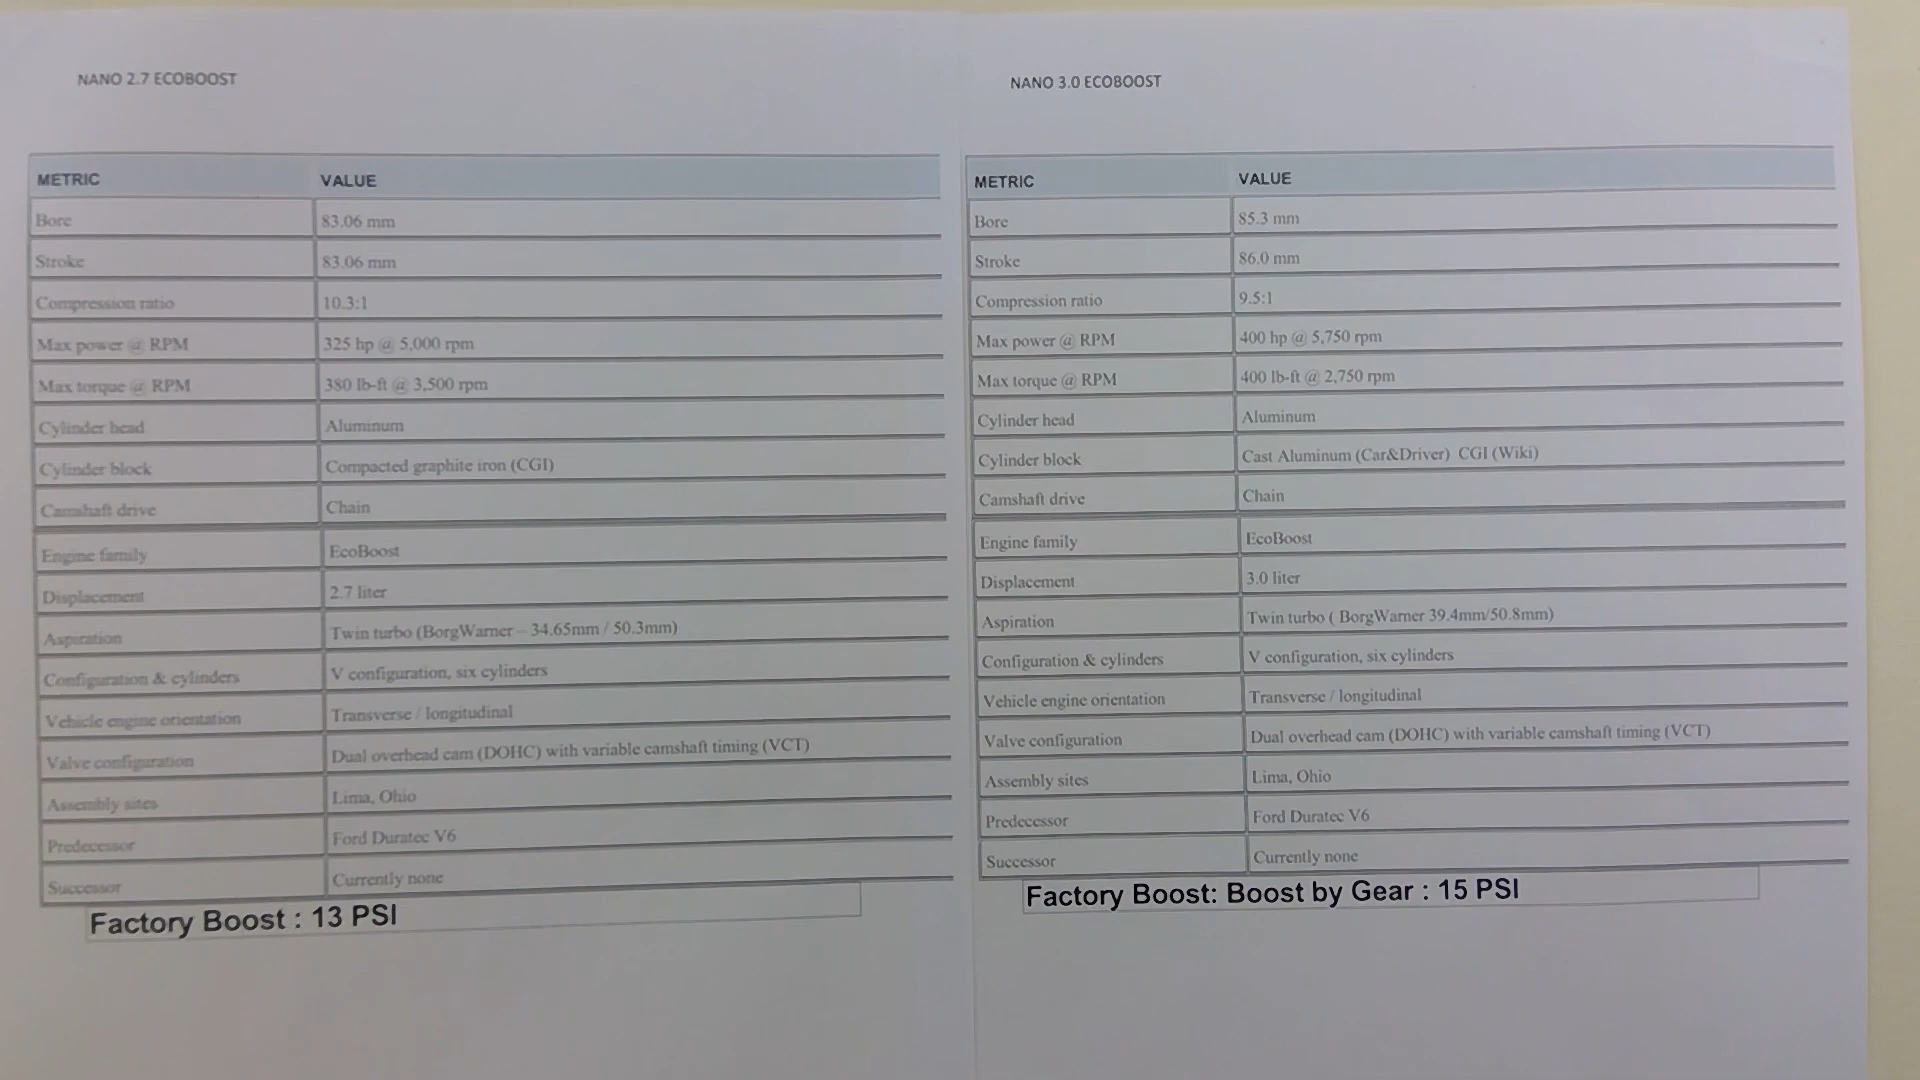 NANO 2.7 ECOBOOST
METRIC VALUE
Bore 83.06 mm
Stroke 83.06 mm
Compression ratio 10.3:1
Max power @ RPM 325 hp @ 5,000 rpm
Max torque @ RPM 380 lb-ft @ 3,500 rpm
Cylinder head Aluminum
Cylinder block Compacted graphite iron (CGI)
Camshaft drive Chain
Engine family EcoBoost
Displacement 2.7 liter
Aspiration Twin turbo (BorgWarner – 34.65mm / 50.3mm)
Configuration & cylinders V configuration, six cylinders
Vehicle engine orientation Transverse / longitudinal
Valve configuration Dual overhead cam (DOHC) with variable camshaft timing (VCT)
Assembly sites Lima, Ohio
Predecessor Ford Duratec V6
Successor Currently none
Factory Boost : 13 PSI
NANO 3.0 ECOBOOST
METRIC VALUE
Bore 85.3 mm
Stroke 86.0 mm
Compression ratio 9.5:1
Max power @ RPM 400 hp @ 5,750 rpm
Max torque @ RPM 400 lb-ft @ 2,750 rpm
Cylinder head Aluminum
Cylinder block Cast Aluminum (Car&Driver) CGI (Wiki)
Camshaft drive Chain
Engine family EcoBoost
Displacement 3.0 liter
Aspiration Twin turbo ( BorgWarner 39.4mm/50.8mm)
Configuration & cylinders V configuration, six cylinders
Vehicle engine orientation Transverse / longitudinal
Valve configuration Dual overhead cam (DOHC) with variable camshaft timing (VCT)
Assembly sites Lima, Ohio
Predecessor Ford Duratec V6
Successor Currently none
Factory Boost: Boost by Gear : 15 PSI